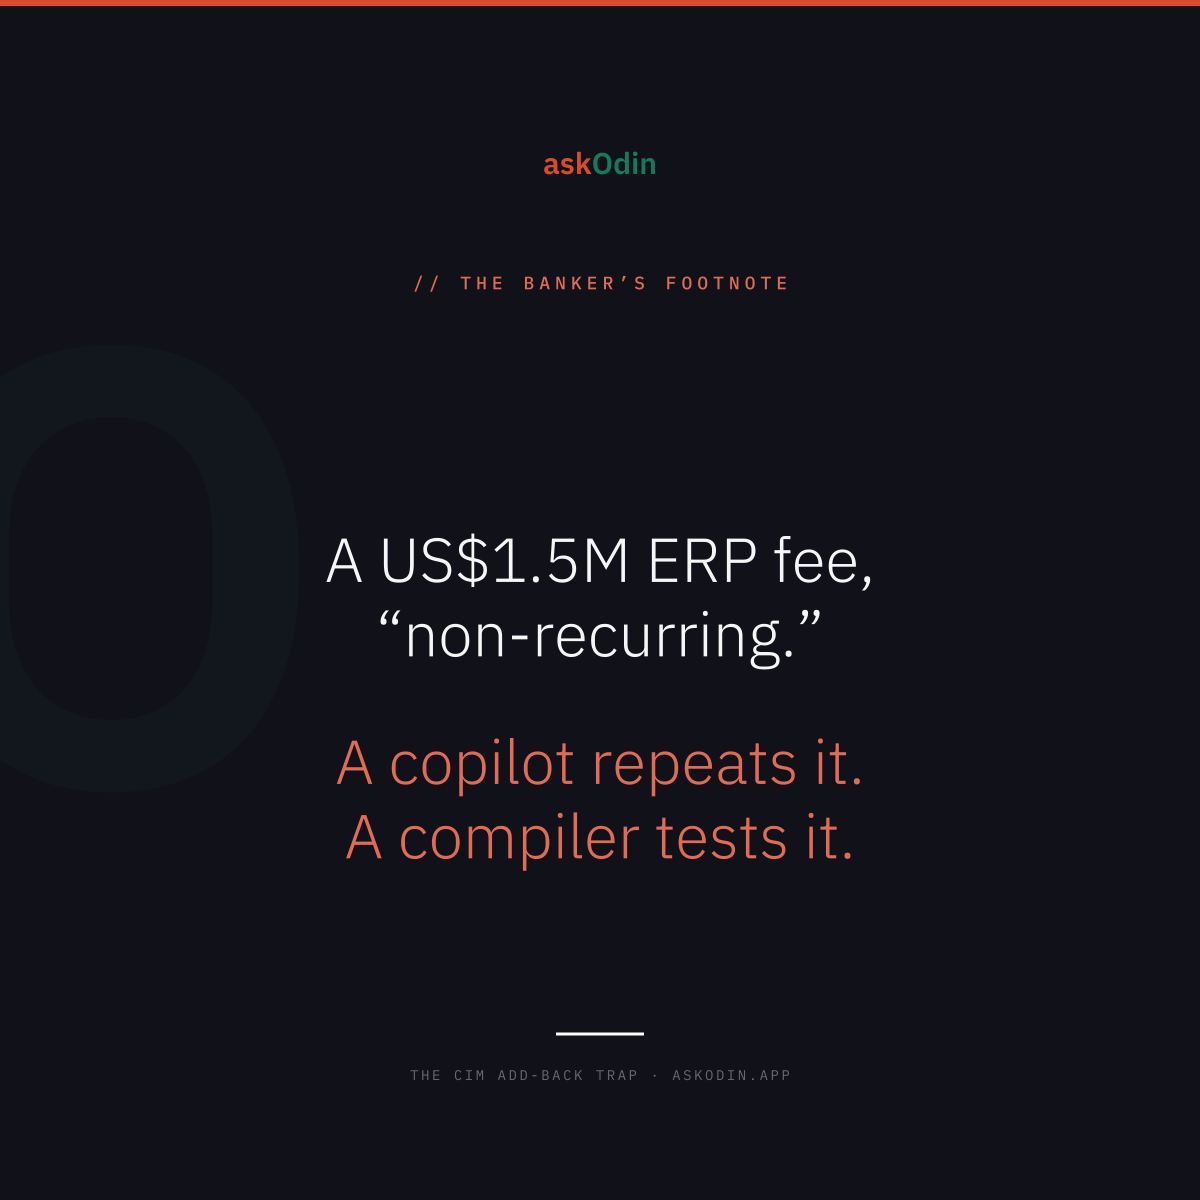 askOdin
// THE BANKER’S FOOTNOTE
A US$1.5M ERP fee,
“non-recurring.”
A copilot repeats it.
A compiler tests it.
THE CIM ADD-BACK TRAP · ASKODIN.APP